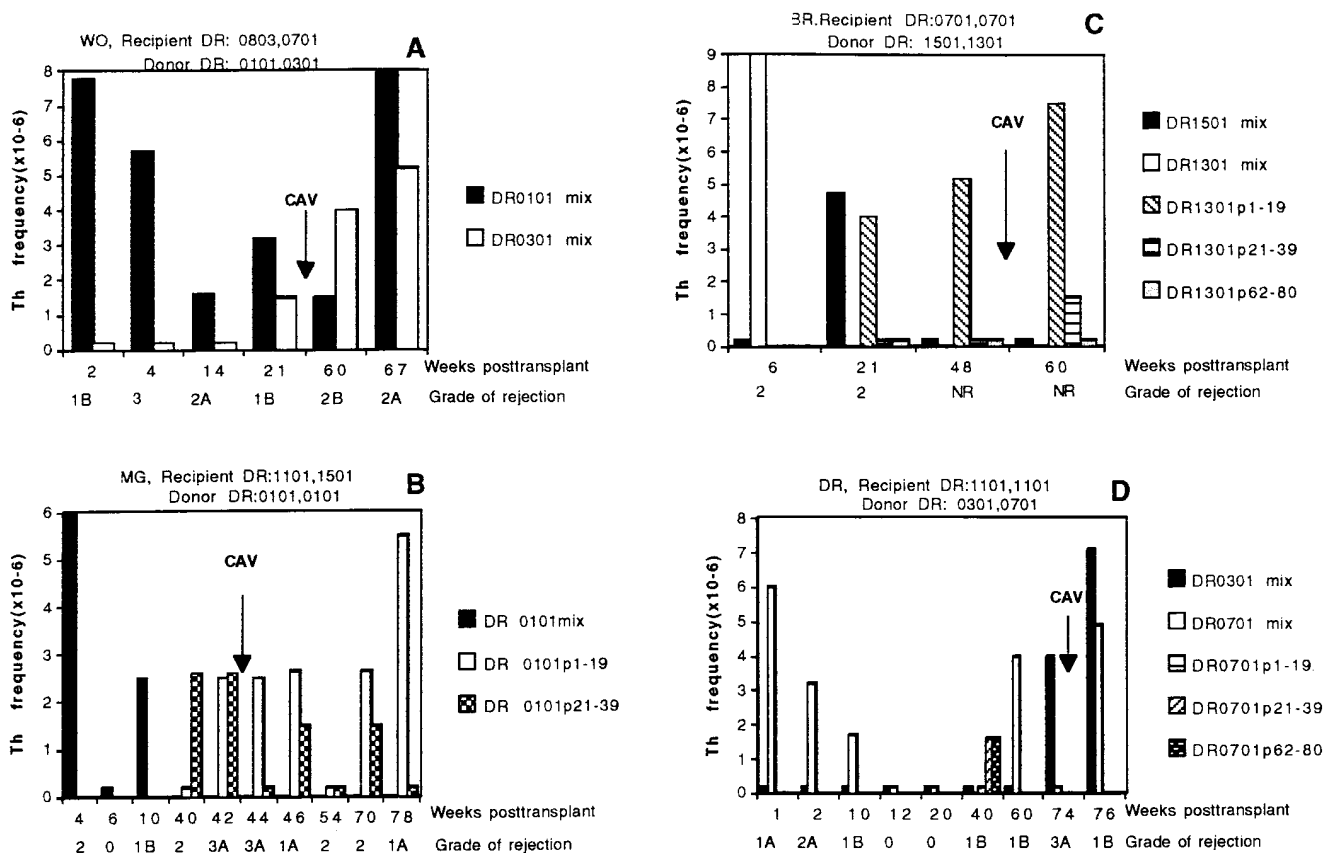 A
WO, Recipient DR: 0803,0701
Donor DR: 0101,0301
Th frequency(x10-6)
8
7
6
5
4
3
2
1
0
CAV
DR0101 mix
DR0301 mix
2 4 14 21 60 67 Weeks posttransplant
1B 3 2A 1B 2B 2A Grade of rejection
C
BR.Recipient DR:0701,0701
Donor DR: 1501,1301
Th frequency(x10-6)
9
8
7
6
5
4
3
2
1
0
CAV
DR1501 mix
DR1301 mix
DR1301p1-19
DR1301p21-39
DR1301p62-80
6 21 48 60 Weeks posttransplant
2 2 NR NR Grade of rejection
B
MG, Recipient DR:1101,1501
Donor DR:0101,0101
Th frequency(x10-6)
6
5
4
3
2
1
0
CAV
DR 0101mix
DR 0101p1-19
DR 0101p21-39
4 6 10 40 42 44 46 54 70 78 Weeks posttransplant
2 0 1B 2 3A 3A 1A 2 2 1A Grade of rejection
D
DR, Recipient DR:1101,1101
Donor DR: 0301,0701
Th frequency(x10-6)
8
7
6
5
4
3
2
1
0
CAV
DR0301 mix
DR0701 mix
DR0701p1-19
DR0701p21-39
DR0701p62-80
1 2 10 12 20 40 60 74 76 Weeks posttransplant
1A 2A 1B 0 0 1B 1B 3A 1B Grade of rejection